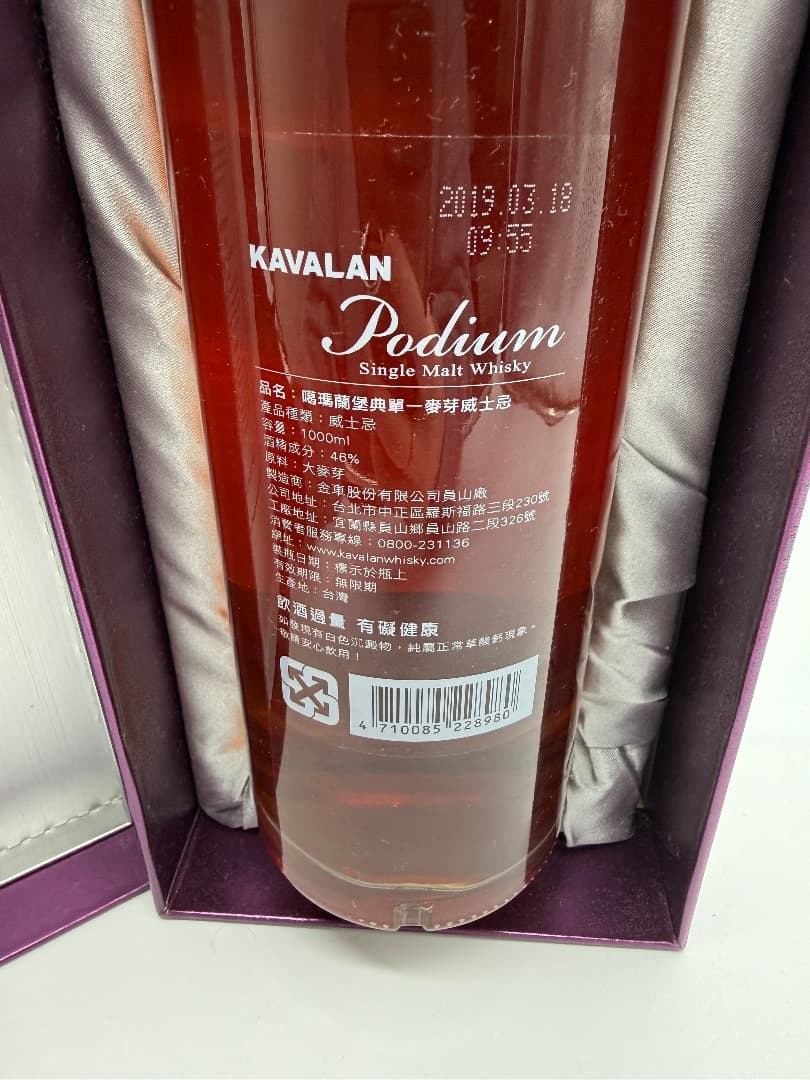 2019.03.18
09:55
KAVALAN
Podium
Single Malt Whisky
品名：噶瑪蘭堡典單一麥芽威士忌
產品種類：威士忌
容量：1000ml
酒精成分：46%
原料：大麥芽
製造商：金車股份有限公司員山廠
公司地址：台北市中正區羅斯福路三段230號
工廠地址：宜蘭縣員山鄉員山路二段326號
消費者服務專線：0800-231136
網址：www.kavalanwhisky.com
裝瓶日期：標示於瓶上
有效期限：無限期
生產地：台灣
飲酒過量 有礙健康
如發現有白色沉澱物，純屬正常草酸鈣現象。
敬請安心飲用！
4 710085 228980